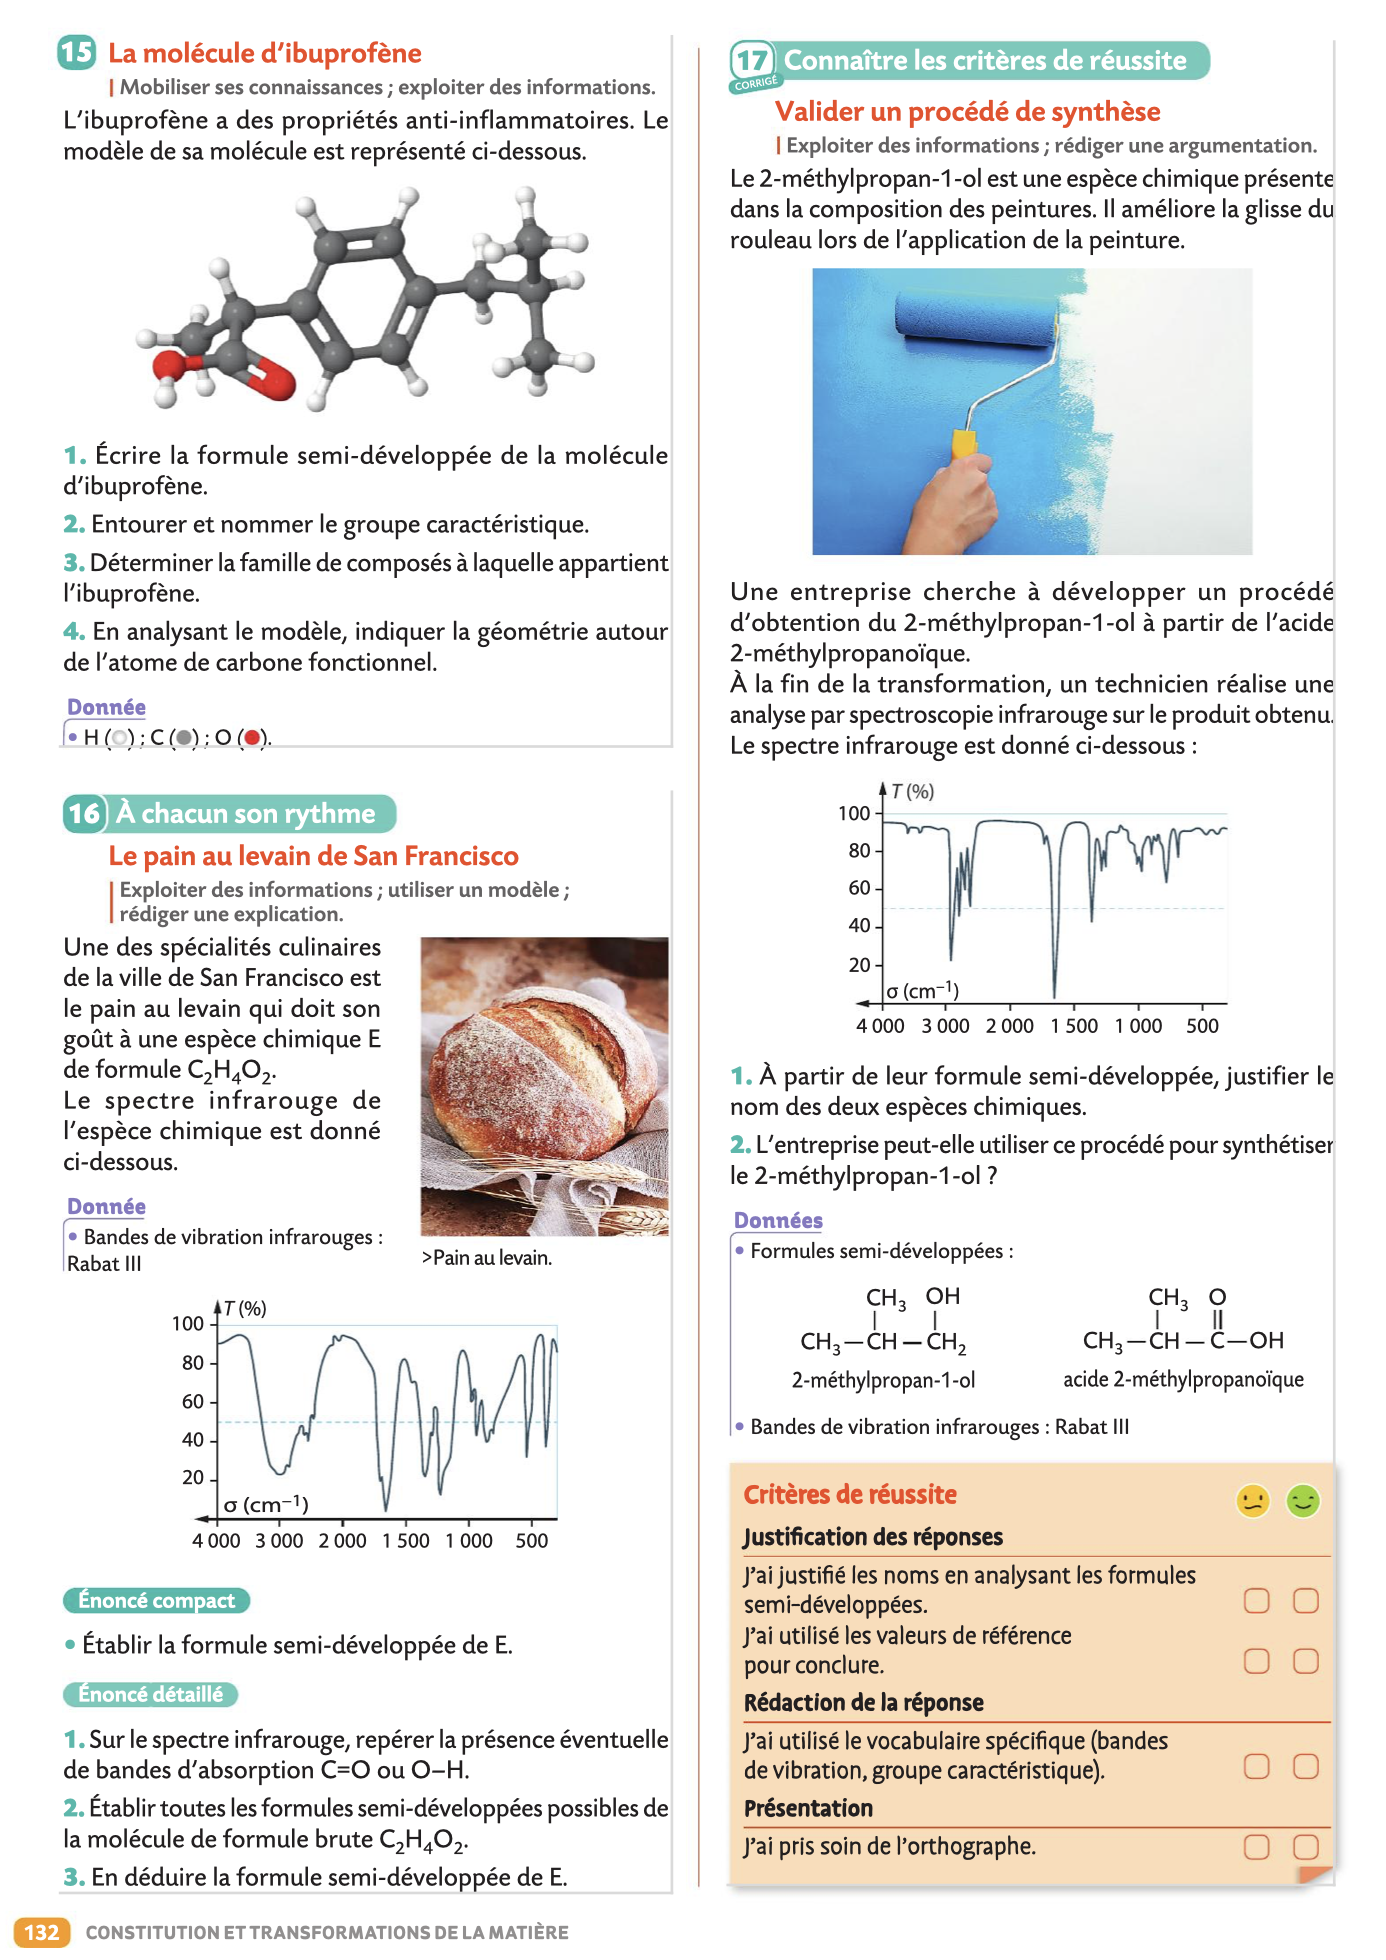 15 La molécule d'ibuprofène
Mobiliser ses connaissances ; exploiter des informations.
L'ibuprofène a des propriétés anti-inflammatoires. Le
modèle de sa molécule est représenté ci-dessous.
1. Écrire la formule semi-développée de la molécule
d'ibuprofène.
2. Entourer et nommer le groupe caractéristique.
3. Déterminer la famille de composés à laquelle appartient
l'ibuprofène.
4. En analysant le modèle, indiquer la géométrie autour
de l'atome de carbone fonctionnel.
Donnée
• H ( ) ; C ( ) ; O ( ).
16 À chacun son rythme
Le pain au levain de San Francisco
Exploiter des informations ; utiliser un modèle ;
rédiger une explication.
Une des spécialités culinaires
de la ville de San Francisco est
le pain au levain qui doit son
goût à une espèce chimique E
de formule C₂H₄O₂.
Le spectre infrarouge de
l'espèce chimique est donné
ci-dessous.
Donnée
• Bandes de vibration infrarouges :
Rabat III
>Pain au levain.
T (%)
100
80
60
40
20
σ (cm⁻¹)
4 000 3 000 2 000 1 500 1 000 500
Énoncé compact
• Établir la formule semi-développée de E.
Énoncé détaillé
1. Sur le spectre infrarouge, repérer la présence éventuelle
de bandes d'absorption C=O ou O–H.
2. Établir toutes les formules semi-développées possibles de
la molécule de formule brute C₂H₄O₂.
3. En déduire la formule semi-développée de E.
17 Connaître les critères de réussite
CORRIGÉ
Valider un procédé de synthèse
Exploiter des informations ; rédiger une argumentation.
Le 2-méthylpropan-1-ol est une espèce chimique présente
dans la composition des peintures. Il améliore la glisse du
rouleau lors de l'application de la peinture.
Une entreprise cherche à développer un procédé
d'obtention du 2-méthylpropan-1-ol à partir de l'acide
2-méthylpropanoïque.
À la fin de la transformation, un technicien réalise une
analyse par spectroscopie infrarouge sur le produit obtenu.
Le spectre infrarouge est donné ci-dessous :
T (%)
100
80
60
40
20
σ (cm⁻¹)
4 000 3 000 2 000 1 500 1 000 500
1. À partir de leur formule semi-développée, justifier le
nom des deux espèces chimiques.
2. L'entreprise peut-elle utiliser ce procédé pour synthétiser
le 2-méthylpropan-1-ol ?
Données
• Formules semi-développées :
CH₃ OH
CH₃—CH—CH₂
2-méthylpropan-1-ol
CH₃ O
CH₃—CH—C—OH
acide 2-méthylpropanoïque
• Bandes de vibration infrarouges : Rabat III
Critères de réussite
Justification des réponses
J'ai justifié les noms en analysant les formules
semi-développées.
J'ai utilisé les valeurs de référence
pour conclure.
Rédaction de la réponse
J'ai utilisé le vocabulaire spécifique (bandes
de vibration, groupe caractéristique).
Présentation
J'ai pris soin de l'orthographe.
132 CONSTITUTION ET TRANSFORMATIONS DE LA MATIÈRE